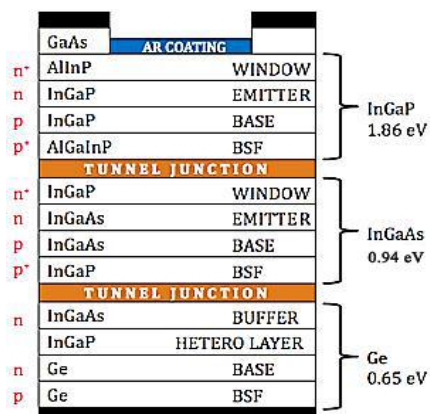 GaAs AR COATING
n+ AlInP WINDOW
n InGaP EMITTER
p InGaP BASE
p+ AlGaInP BSF
InGaP
1.86 eV
TUNNEL JUNCTION
n+ InGaP WINDOW
n InGaAs EMITTER
p InGaAs BASE
p+ InGaP BSF
InGaAs
0.94 eV
TUNNEL JUNCTION
n InGaAs BUFFER
InGaP HETERO LAYER
n Ge BASE
p Ge BSF
Ge
0.65 eV